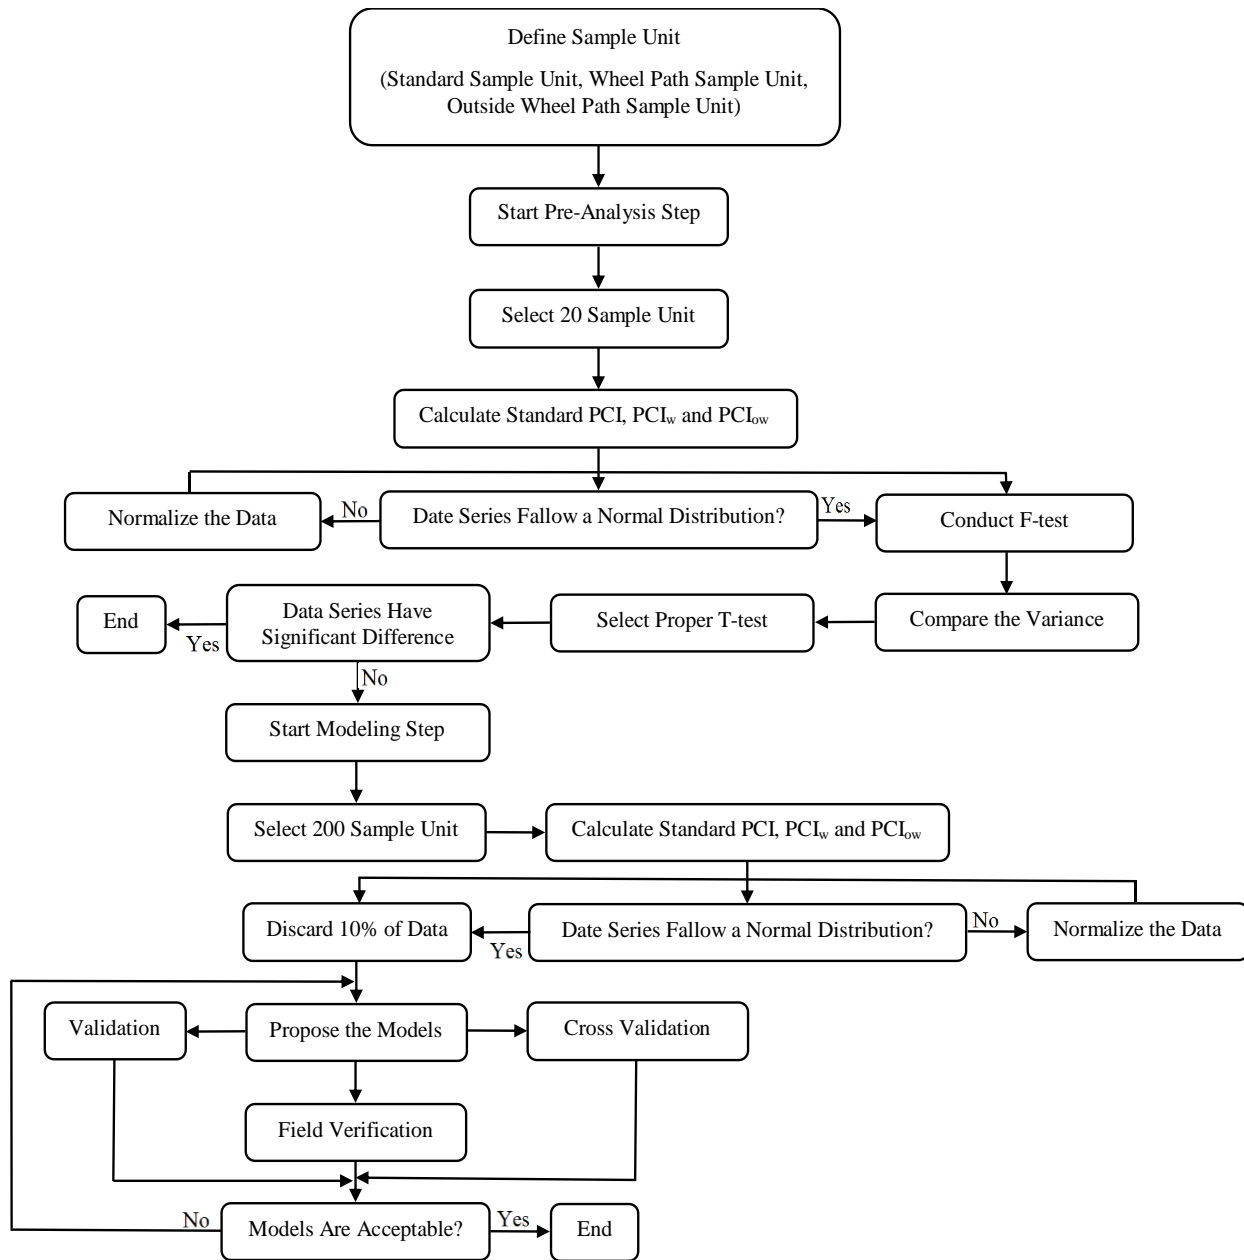 Define Sample Unit
(Standard Sample Unit, Wheel Path Sample Unit,
Outside Wheel Path Sample Unit)
Start Pre-Analysis Step
Select 20 Sample Unit
Calculate Standard PCI, PCIw and PCIow
Normalize the Data
No
Date Series Fallow a Normal Distribution?
Yes
Conduct F-test
End
Yes
Data Series Have
Significant Difference
Select Proper T-test
Compare the Variance
No
Start Modeling Step
Select 200 Sample Unit
Calculate Standard PCI, PCIw and PCIow
Discard 10% of Data
Yes
Date Series Fallow a Normal Distribution?
No
Normalize the Data
Validation
Propose the Models
Cross Validation
Field Verification
No
Models Are Acceptable?
Yes
End